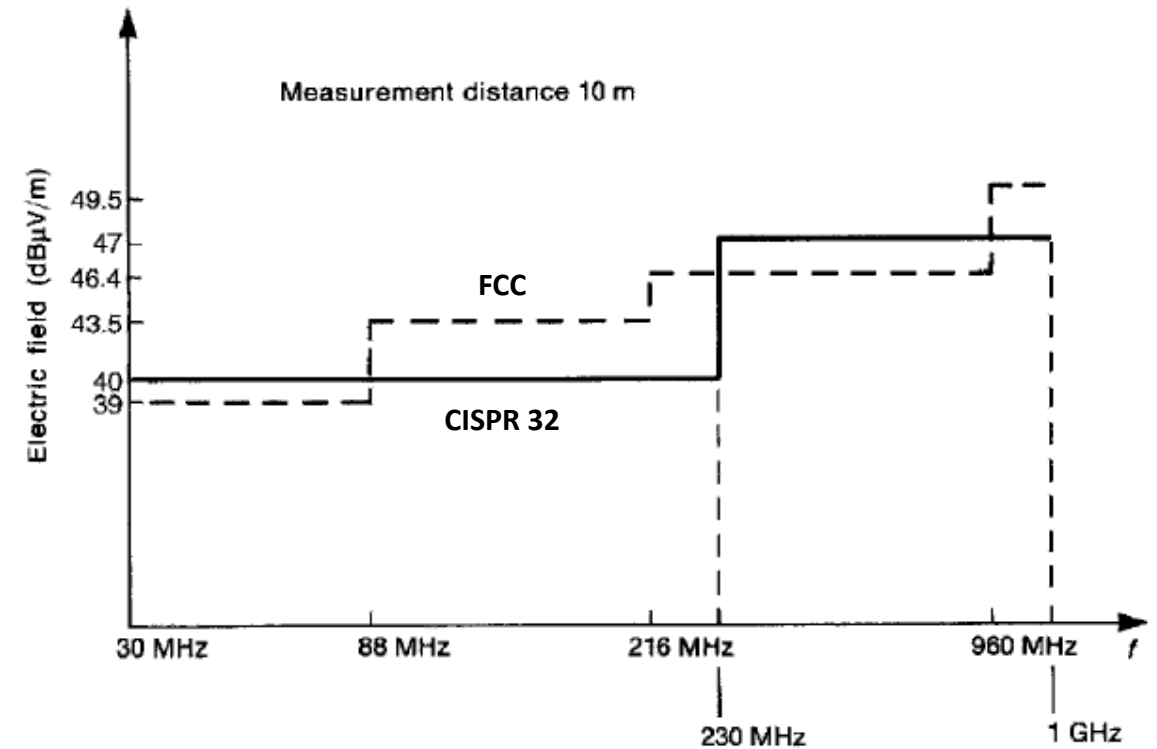 Measurement distance 10 m
Electric field (dBµV/m)
49.5
47
46.4
43.5
40
39
FCC
CISPR 32
30 MHz
88 MHz
216 MHz
960 MHz
f
230 MHz
1 GHz